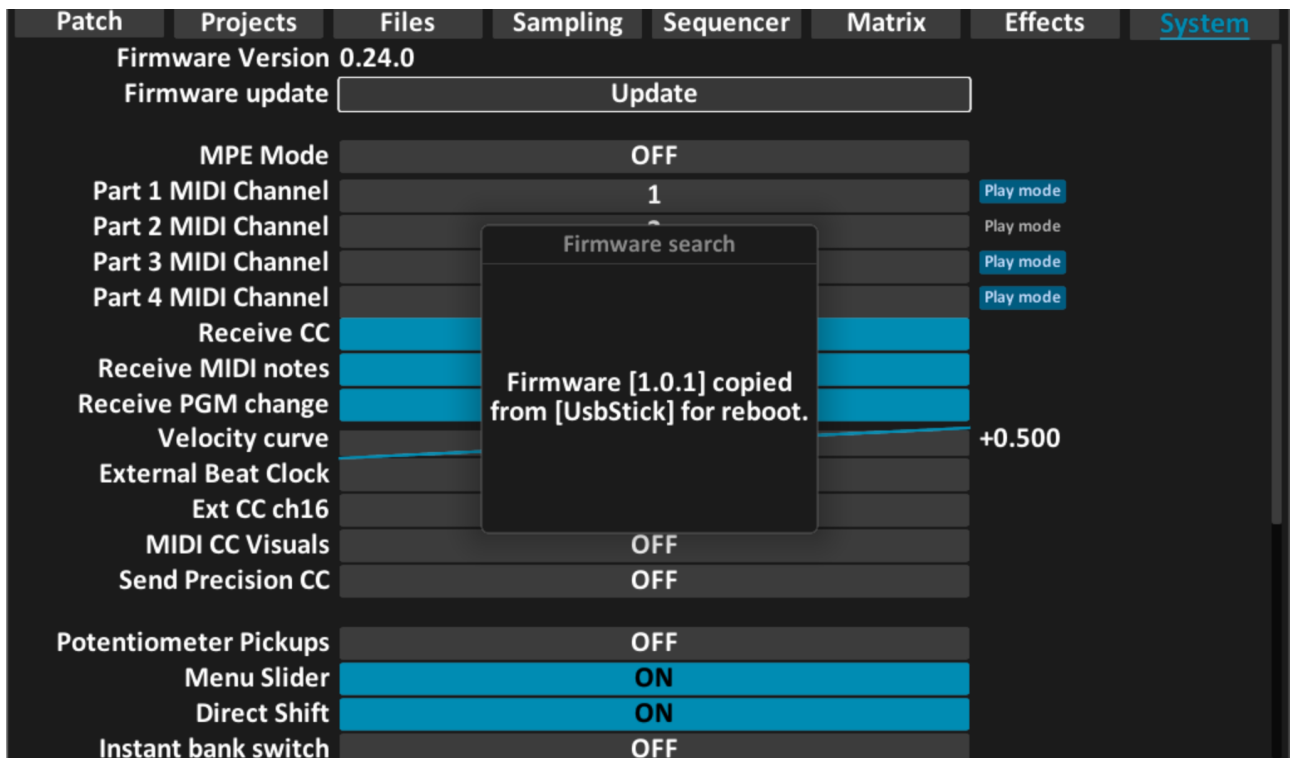 Patch Projects Files Sampling Sequencer Matrix Effects System
Firmware Version 0.24.0
Firmware update Update
MPE Mode OFF
Part 1 MIDI Channel 1 Play mode
Part 2 MIDI Channel Play mode
Firmware search
Part 3 MIDI Channel Play mode
Part 4 MIDI Channel Play mode
Receive CC
Receive MIDI notes
Firmware [1.0.1] copied
from [UsbStick] for reboot.
Receive PGM change
Velocity curve +0.500
External Beat Clock
Ext CC ch16
MIDI CC Visuals OFF
Send Precision CC OFF
Potentiometer Pickups OFF
Menu Slider ON
Direct Shift ON
Instant bank switch OFF